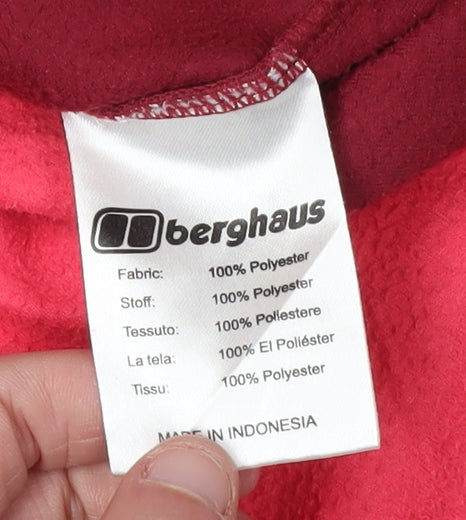 berghaus
Fabric: 100% Polyester
Stoff: 100% Polyester
Tessuto: 100% Poliestere
La tela: 100% El Poliéster
Tissu: 100% Polyester
MADE IN INDONESIA